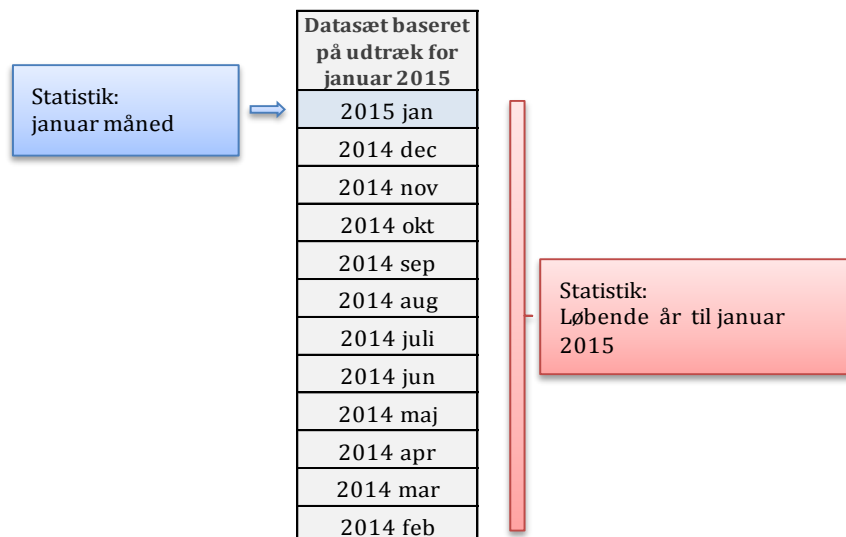 Datasæt baseret
på udtræk for
januar 2015
Statistik:
januar måned
2015 jan
2014 dec
2014 nov
2014 okt
2014 sep
2014 aug
2014 juli
2014 jun
2014 maj
2014 apr
2014 mar
2014 feb
Statistik:
Løbende år til januar
2015